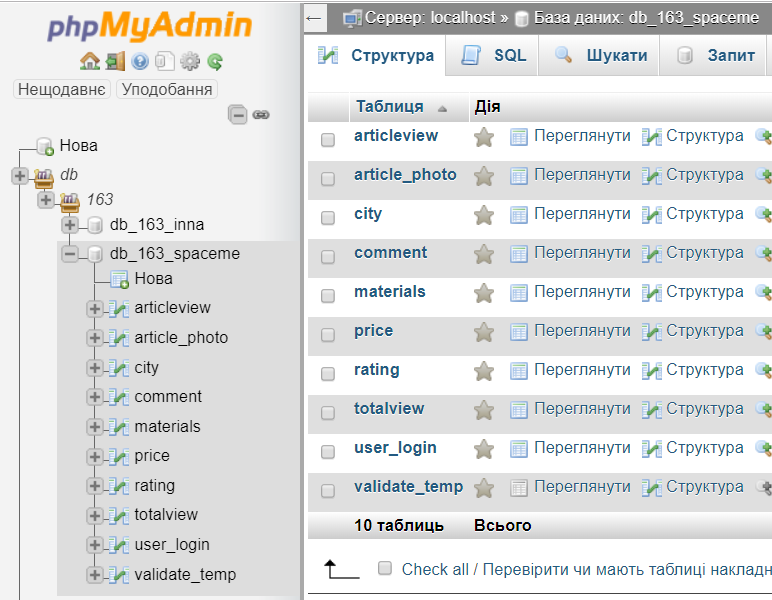 phpMyAdmin
Нещодавнє Уподобання
Нова
db
163
db_163_inna
db_163_spaceme
Нова
articleview
article_photo
city
comment
materials
price
rating
totalview
user_login
validate_temp
← Сервер: localhost » База даних: db_163_spaceme
Структура SQL Шукати Запит
Таблиця Дія
articleview Переглянути Структура
article_photo Переглянути Структура
city Переглянути Структура
comment Переглянути Структура
materials Переглянути Структура
price Переглянути Структура
rating Переглянути Структура
totalview Переглянути Структура
user_login Переглянути Структура
validate_temp Переглянути Структура
10 таблиць Всього
Check all / Перевірити чи мають таблиці накладн